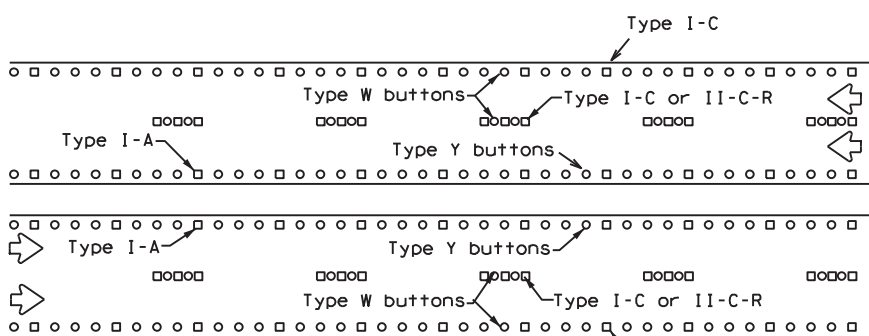 Type I-C
Type W buttons
Type I-C or II-C-R
Type I-A
Type Y buttons
Type I-A
Type Y buttons
Type W buttons
Type I-C or II-C-R